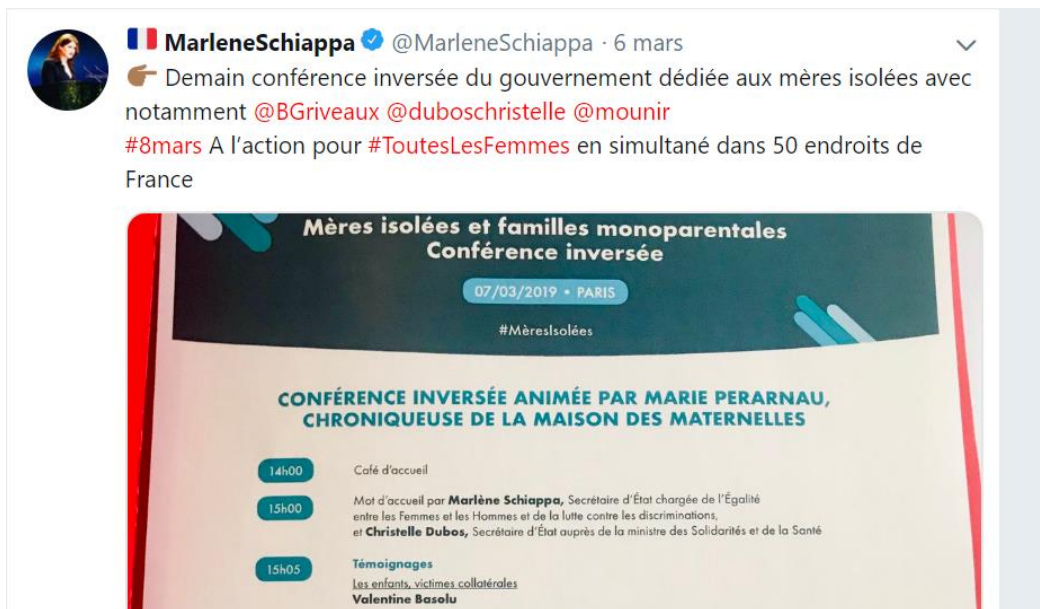 MarleneSchiappa @MarleneSchiappa · 6 mars
Demain conférence inversée du gouvernement dédiée aux mères isolées avec
notamment @BGriveaux @duboschristelle @mounir
#8mars A l'action pour #ToutesLesFemmes en simultané dans 50 endroits de
France
Mères isolées et familles monoparentales
Conférence inversée
07/03/2019 • PARIS
#MèresIsolées
CONFÉRENCE INVERSÉE ANIMÉE PAR MARIE PERARNAU,
CHRONIQUEUSE DE LA MAISON DES MATERNELLES
14h00 Café d'accueil
15h00 Mot d'accueil par Marlène Schiappa, Secrétaire d'État chargée de l'Égalité
entre les Femmes et les Hommes et de la lutte contre les discriminations,
et Christelle Dubos, Secrétaire d'État auprès de la ministre des Solidarités et de la Santé
15h05 Témoignages
Les enfants, victimes collatérales
Valentine Basolu